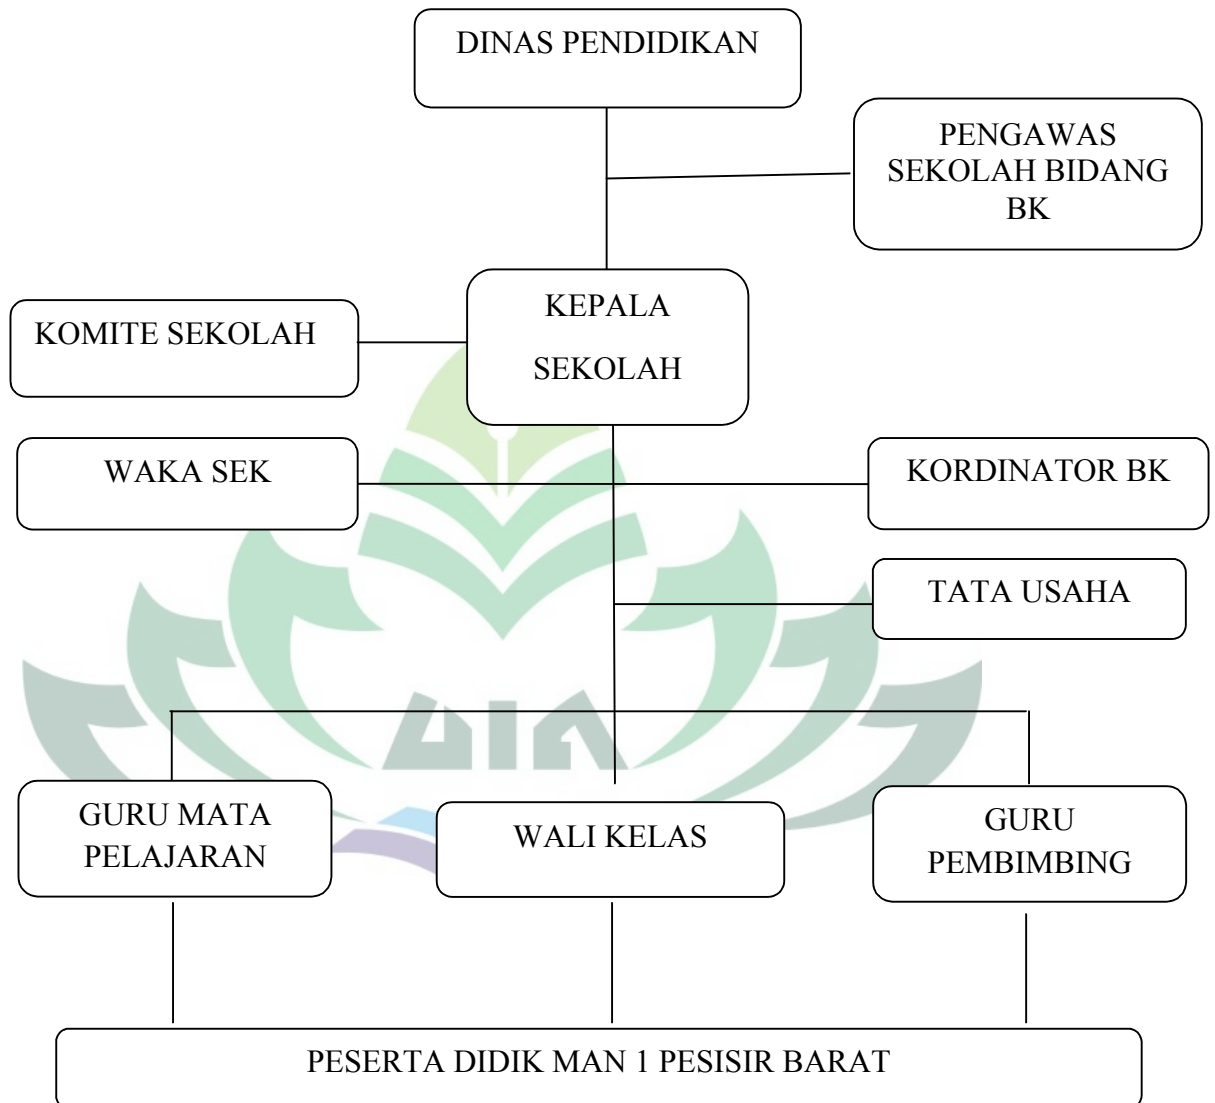 DINAS PENDIDIKAN
PENGAWAS
SEKOLAH BIDANG
BK
KEPALA
SEKOLAH
KOMITE SEKOLAH
WAKA SEK
KORDINATOR BK
TATA USAHA
GURU MATA
PELAJARAN
WALI KELAS
GURU
PEMBIMBING
PESERTA DIDIK MAN 1 PESISIR BARAT